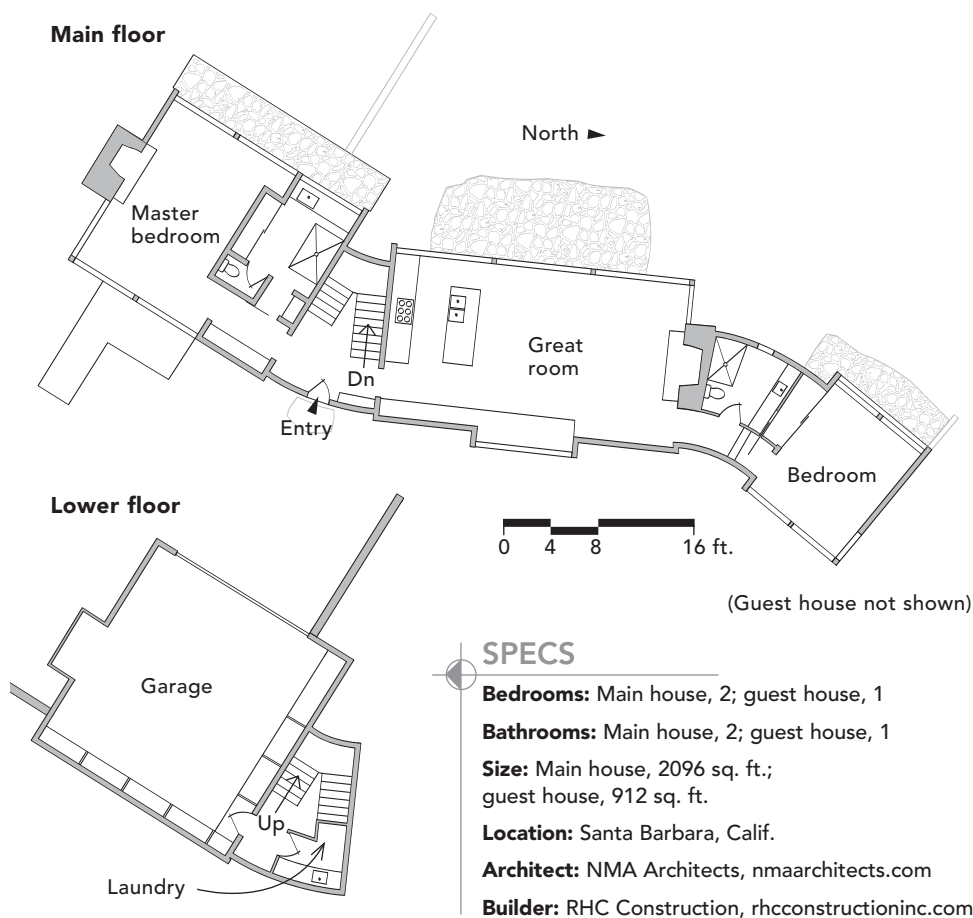 Main floor
North
Master
bedroom
Great
room
Dn
Entry
Bedroom
Lower floor
0 4 8 16 ft.
(Guest house not shown)
Garage
Up
Laundry
SPECS
Bedrooms: Main house, 2; guest house, 1
Bathrooms: Main house, 2; guest house, 1
Size: Main house, 2096 sq. ft.;
guest house, 912 sq. ft.
Location: Santa Barbara, Calif.
Architect: NMA Architects, nmaarchitects.com
Builder: RHC Construction, rhcconstructioninc.com